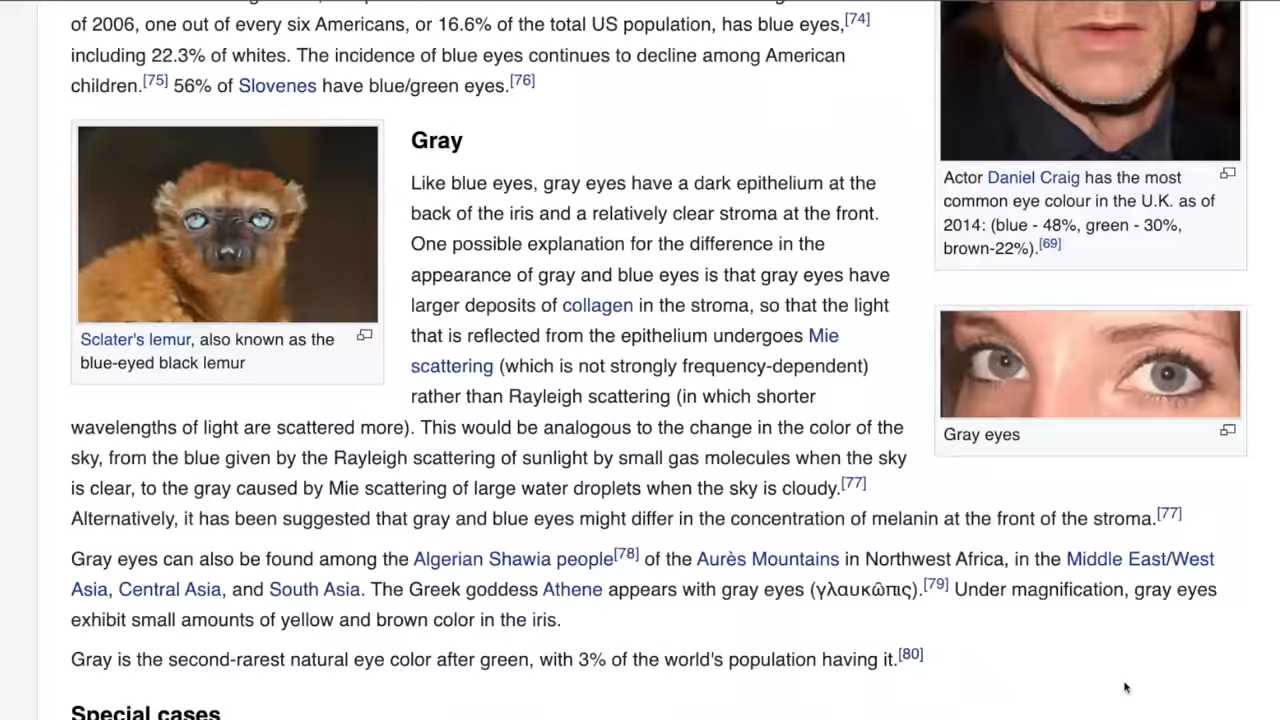 of 2006, one out of every six Americans, or 16.6% of the total US population, has blue eyes,[74]
including 22.3% of whites. The incidence of blue eyes continues to decline among American
children.[75] 56% of Slovenes have blue/green eyes.[76]
Sclater's lemur, also known as the
blue-eyed black lemur
Gray
Like blue eyes, gray eyes have a dark epithelium at the
back of the iris and a relatively clear stroma at the front.
One possible explanation for the difference in the
appearance of gray and blue eyes is that gray eyes have
larger deposits of collagen in the stroma, so that the light
that is reflected from the epithelium undergoes Mie
scattering (which is not strongly frequency-dependent)
rather than Rayleigh scattering (in which shorter
wavelengths of light are scattered more). This would be analogous to the change in the color of the
sky, from the blue given by the Rayleigh scattering of sunlight by small gas molecules when the sky
is clear, to the gray caused by Mie scattering of large water droplets when the sky is cloudy.[77]
Alternatively, it has been suggested that gray and blue eyes might differ in the concentration of melanin at the front of the stroma.[77]
Gray eyes can also be found among the Algerian Shawia people[78] of the Aurès Mountains in Northwest Africa, in the Middle East/West
Asia, Central Asia, and South Asia. The Greek goddess Athene appears with gray eyes (γλαυκῶπις).[79] Under magnification, gray eyes
exhibit small amounts of yellow and brown color in the iris.
Gray is the second-rarest natural eye color after green, with 3% of the world's population having it.[80]
Special cases
Actor Daniel Craig has the most
common eye colour in the U.K. as of
2014: (blue - 48%, green - 30%,
brown-22%).[69]
Gray eyes